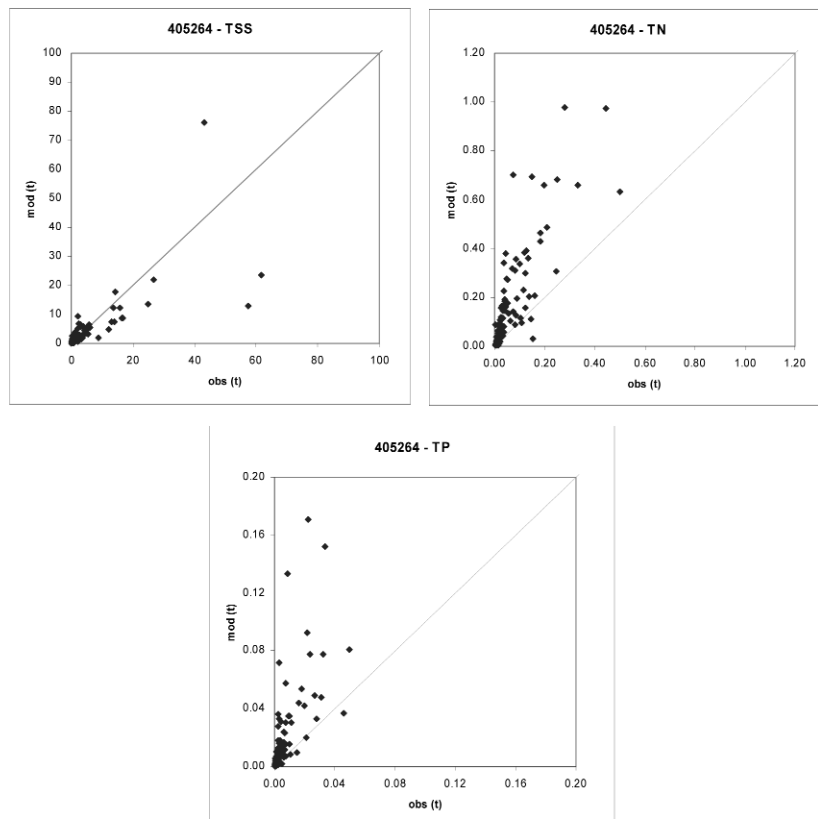 405264 - TSS
100
90
80
70
60
50
40
30
20
10
0
mod (t)
0 20 40 60 80 100
obs (t)
405264 - TN
1.20
1.00
0.80
0.60
0.40
0.20
0.00
mod (t)
0.00 0.20 0.40 0.60 0.80 1.00 1.20
obs (t)
405264 - TP
0.20
0.16
0.12
0.08
0.04
0.00
mod (t)
0.00 0.04 0.08 0.12 0.16 0.20
obs (t)